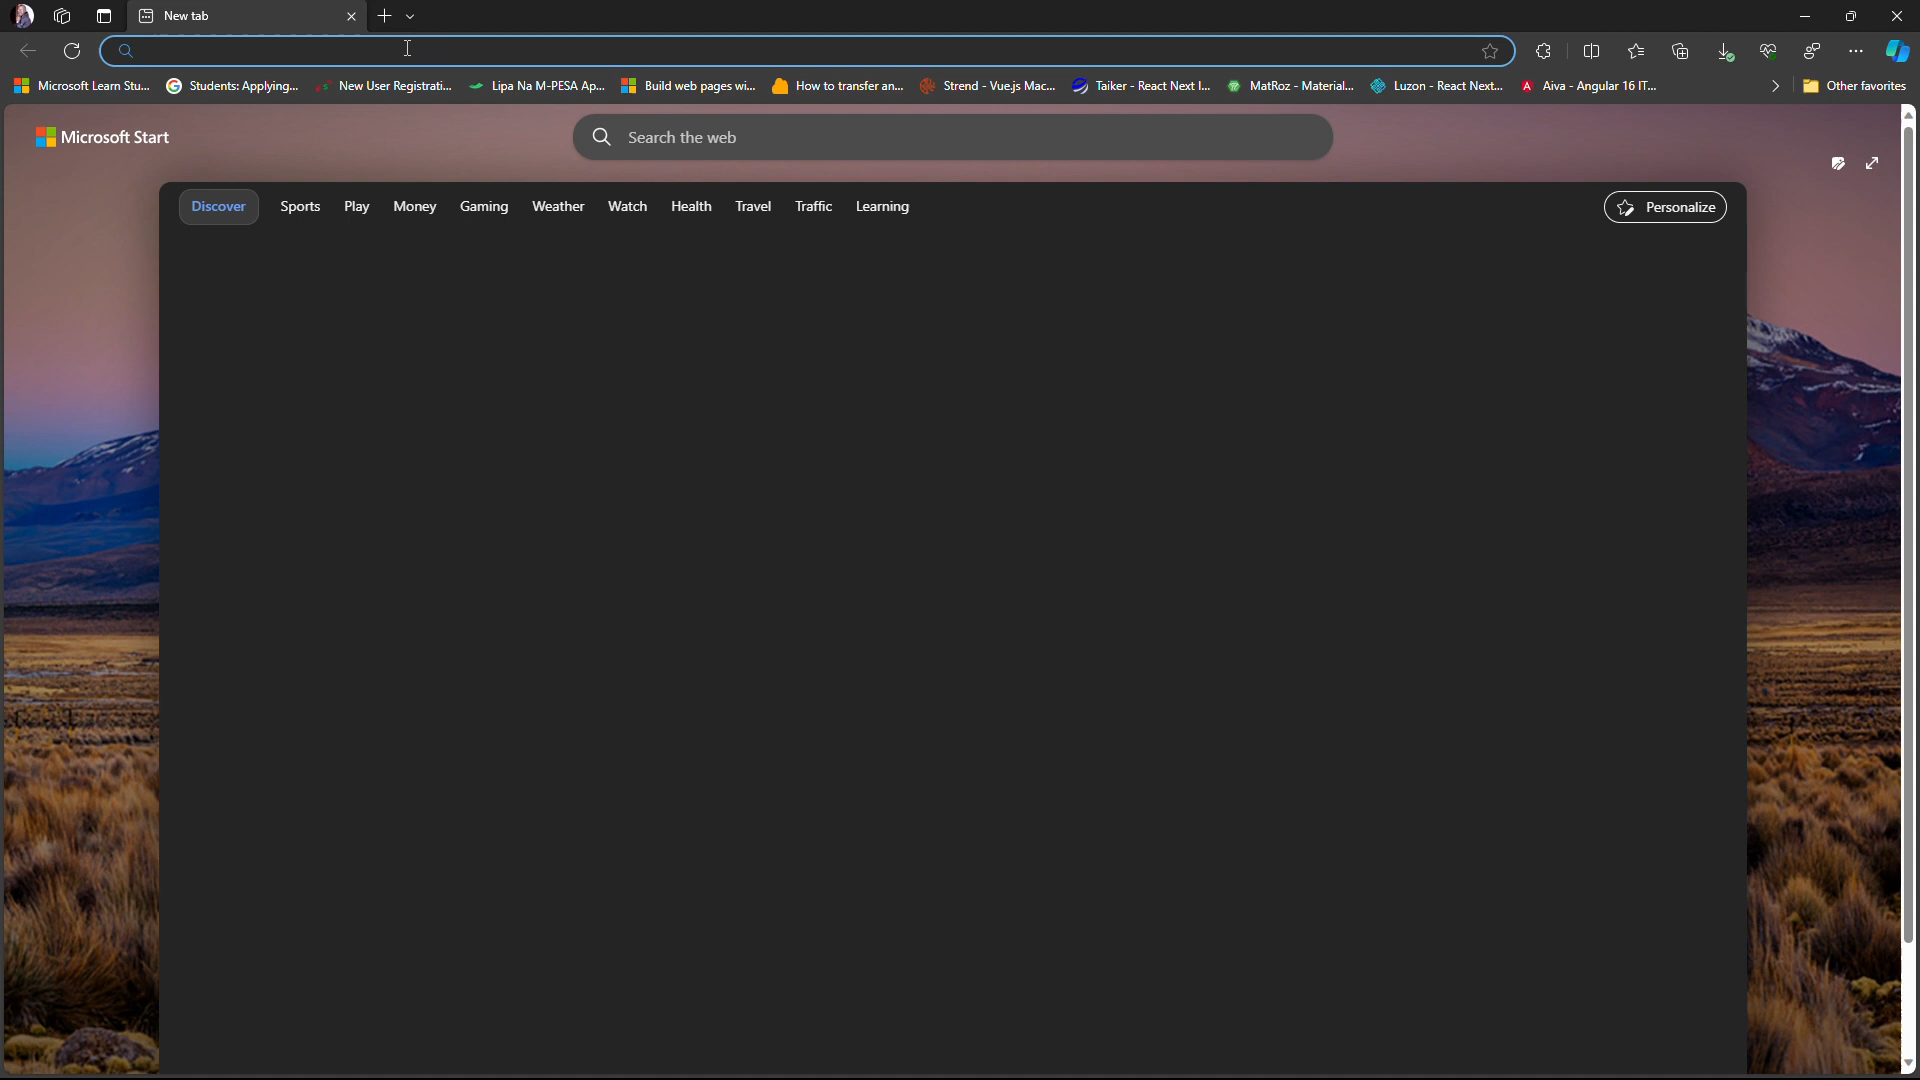 New tab
Microsoft Learn Stu... Students: Applying... New User Registrati... Lipa Na M-PESA Ap... Build web pages wi... How to transfer an... Strend - Vue.js Mac... Taiker - React Next I... MatRoz - Material... Luzon - React Next... Aiva - Angular 16 IT... Other favorites
Microsoft Start
Search the web
Discover Sports Play Money Gaming Weather Watch Health Travel Traffic Learning Personalize